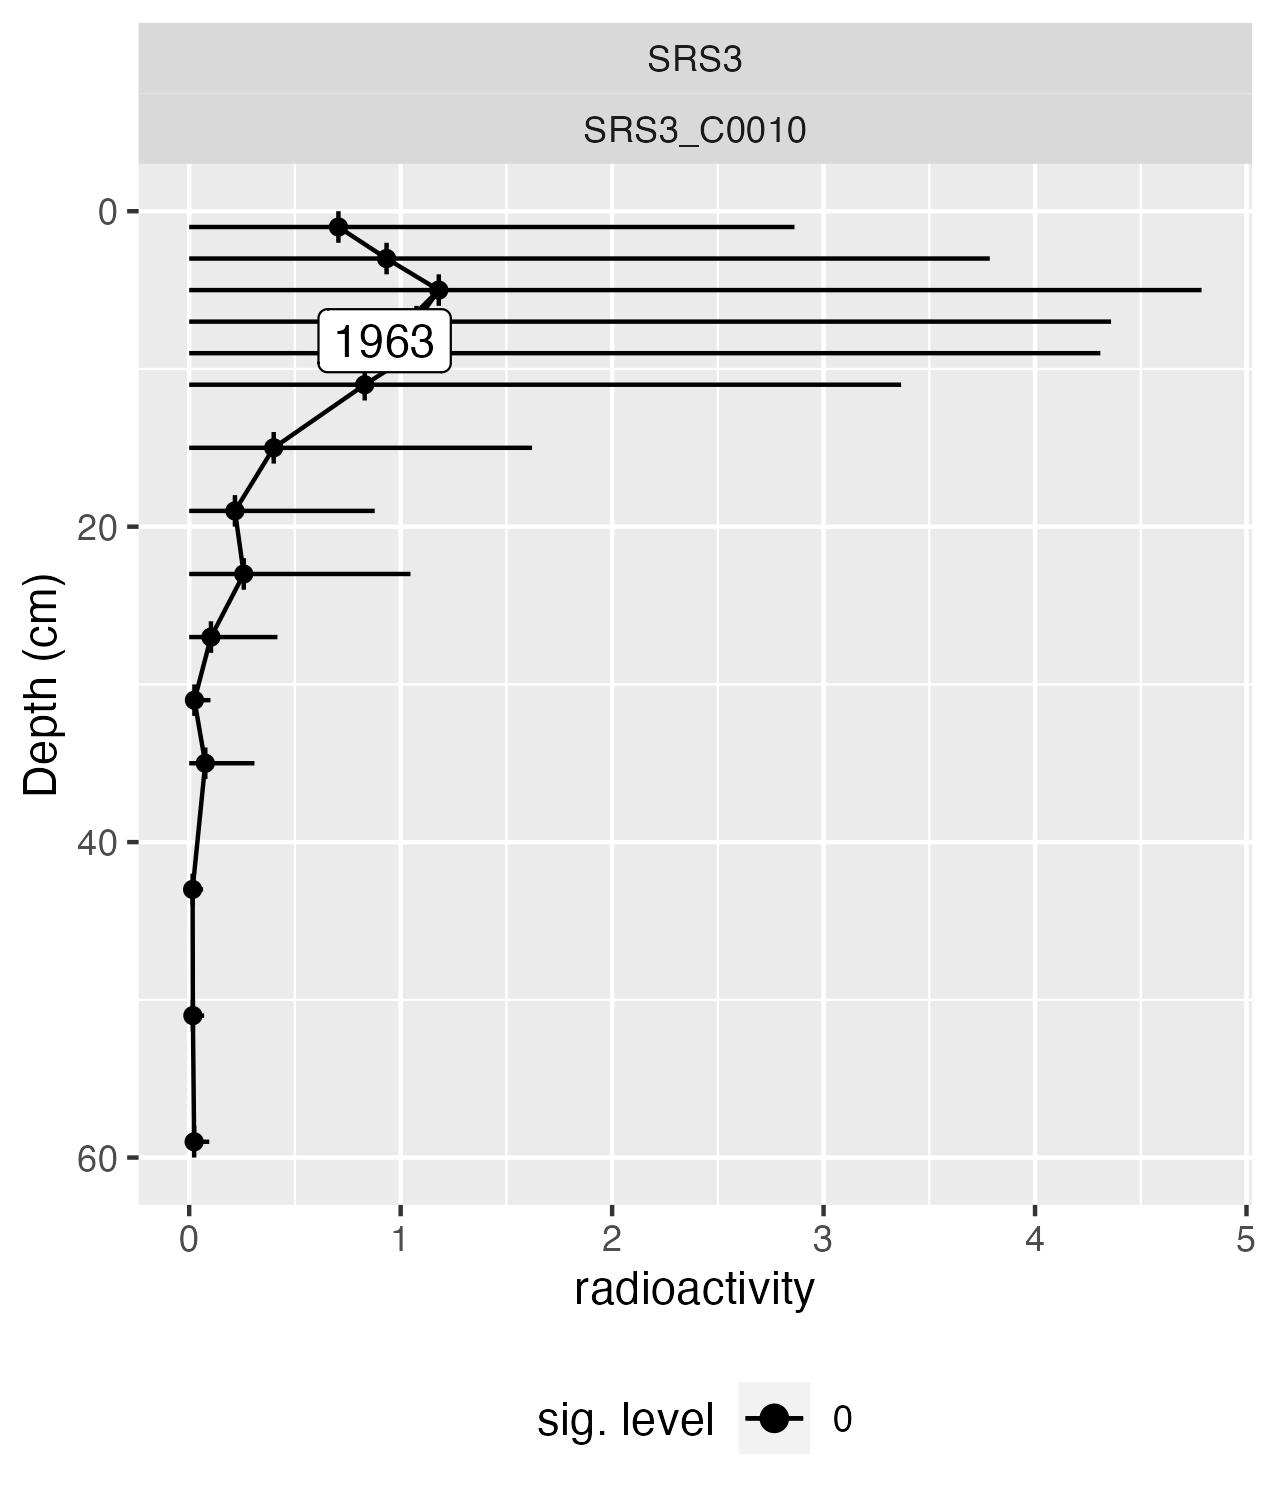 SRS3
SRS3_C0010
0
20
40
60
Depth (cm)
1963
0 1 2 3 4 5
radioactivity
sig. level 0